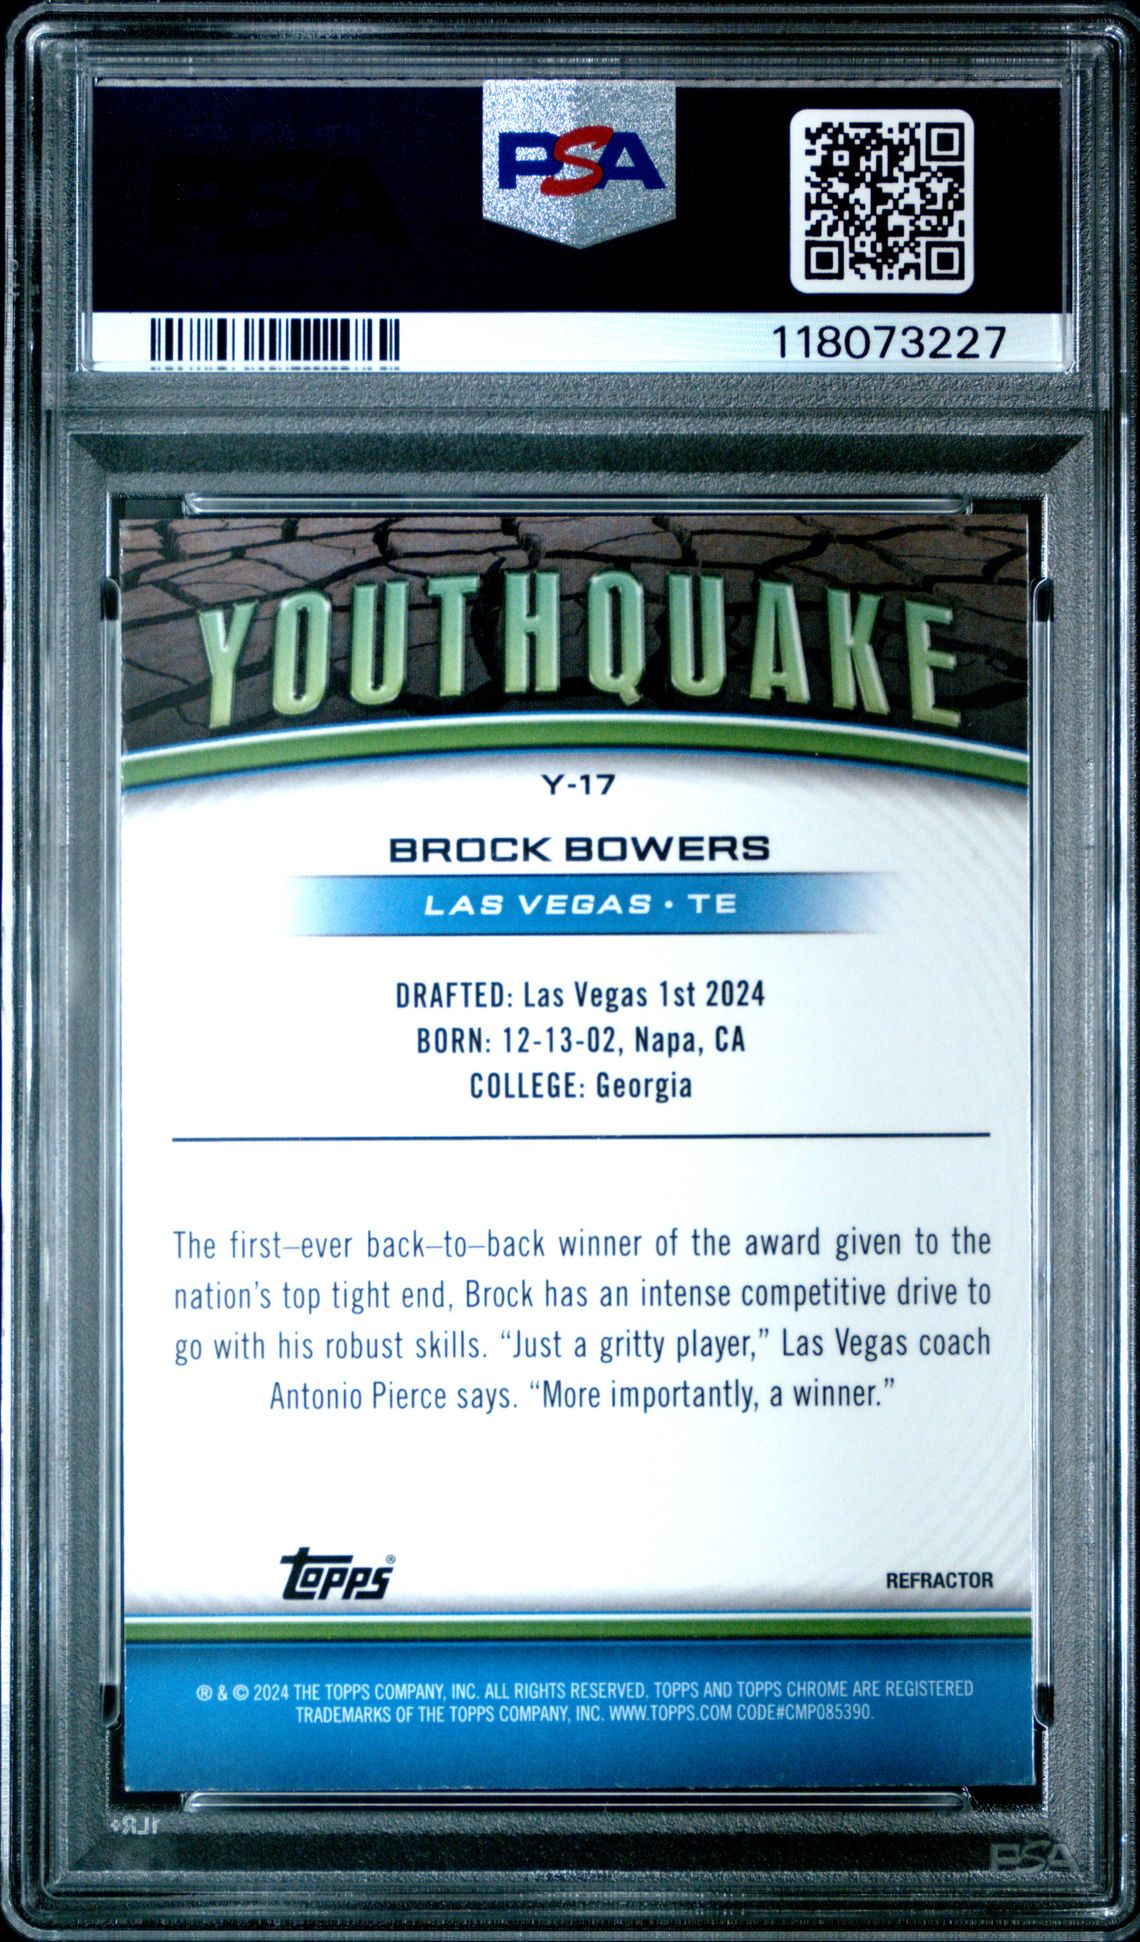 PSA
118073227
YOUTHQUAKE
Y-17
BROCK BOWERS
LAS VEGAS • TE
DRAFTED: Las Vegas 1st 2024
BORN: 12-13-02, Napa, CA
COLLEGE: Georgia
The first–ever back–to–back winner of the award given to the
nation's top tight end, Brock has an intense competitive drive to
go with his robust skills. “Just a gritty player,” Las Vegas coach
Antonio Pierce says. “More importantly, a winner.”
Topps®
REFRACTOR
® & © 2024 THE TOPPS COMPANY, INC. ALL RIGHTS RESERVED. TOPPS AND TOPPS CHROME ARE REGISTERED
TRADEMARKS OF THE TOPPS COMPANY, INC. WWW.TOPPS.COM CODE#CMP085390.
PSA